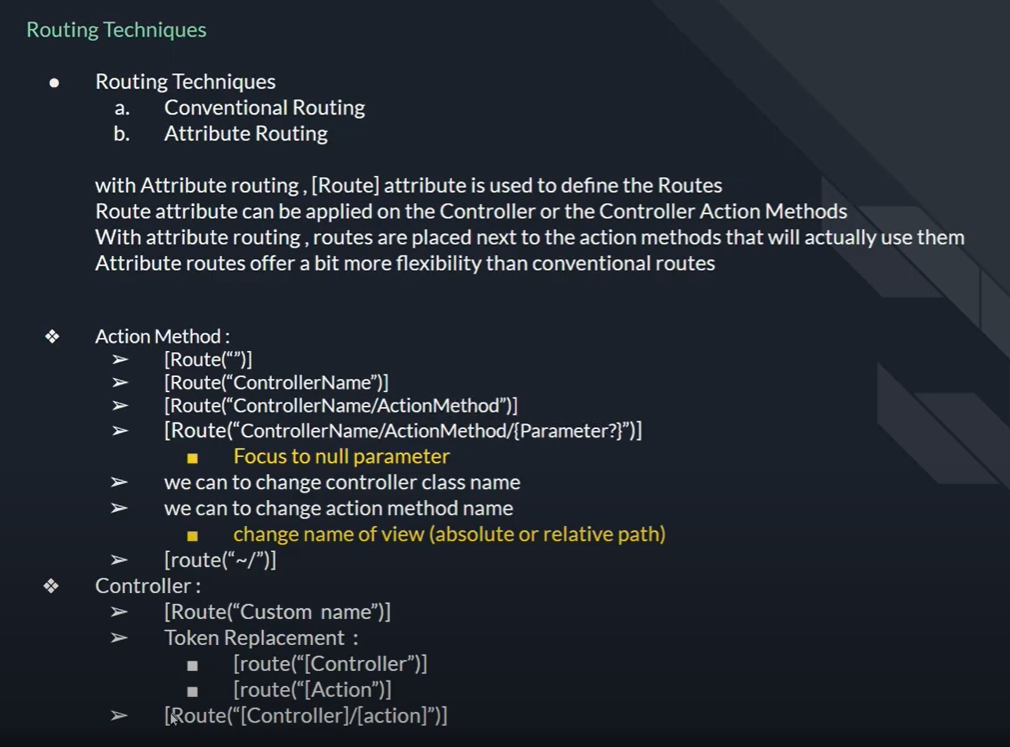 Routing Techniques
● Routing Techniques
a. Conventional Routing
b. Attribute Routing
with Attribute routing , [Route] attribute is used to define the Routes
Route attribute can be applied on the Controller or the Controller Action Methods
With attribute routing , routes are placed next to the action methods that will actually use them
Attribute routes offer a bit more flexibility than conventional routes
❖ Action Method :
➢ [Route(“”)]
➢ [Route(“ControllerName”)]
➢ [Route(“ControllerName/ActionMethod”)]
➢ [Route(“ControllerName/ActionMethod/{Parameter?}”)]
■ Focus to null parameter
➢ we can to change controller class name
➢ we can to change action method name
■ change name of view (absolute or relative path)
➢ [route(“~/”)]
❖ Controller :
➢ [Route(“Custom name”)]
➢ Token Replacement :
■ [route(“[Controller”)]
■ [route(“[Action”)]
➢ [Route(“[Controller]/[action]”)]